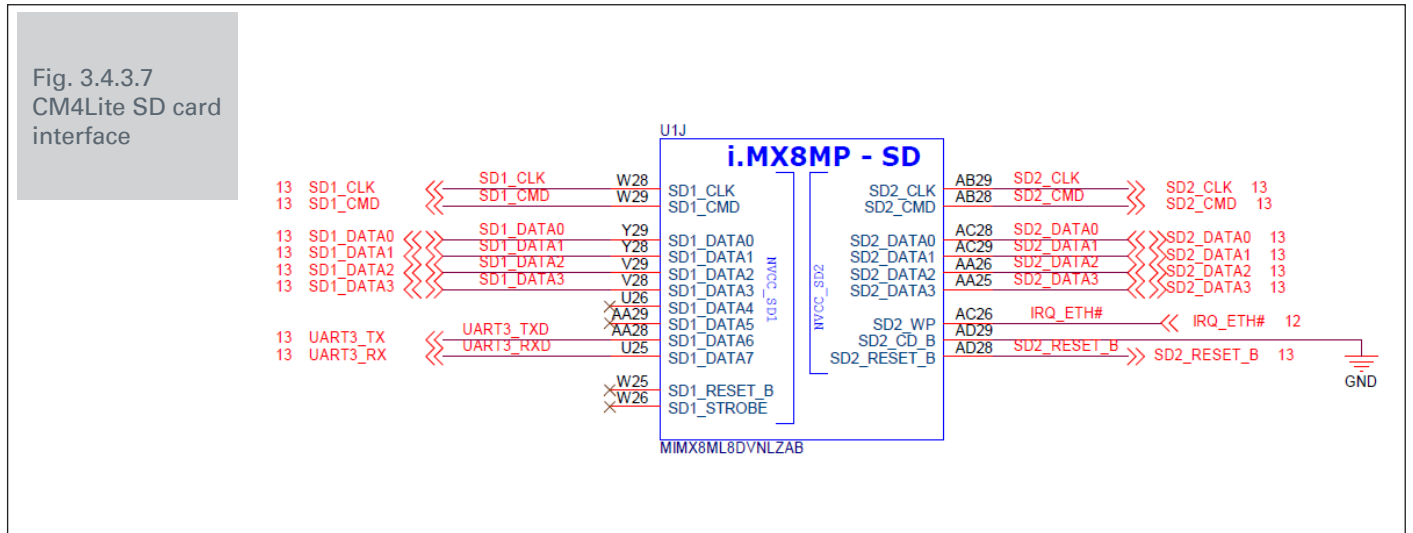 Fig. 3.4.3.7
CM4Lite SD card
interface
U1J
i.MX8MP - SD
13 SD1_CLK SD1_CLK W28 SD1_CLK SD2_CLK AB29 SD2_CLK SD2_CLK 13
13 SD1_CMD SD1_CMD W29 SD1_CMD SD2_CMD AB28 SD2_CMD SD2_CMD 13
13 SD1_DATA0 SD1_DATA0 Y29 SD1_DATA0 SD2_DATA0 AC28 SD2_DATA0 SD2_DATA0 13
13 SD1_DATA1 SD1_DATA1 Y28 SD1_DATA1 SD2_DATA1 AC29 SD2_DATA1 SD2_DATA1 13
13 SD1_DATA2 SD1_DATA2 V29 SD1_DATA2 SD2_DATA2 AA26 SD2_DATA2 SD2_DATA2 13
13 SD1_DATA3 SD1_DATA3 V28 SD1_DATA3 SD2_DATA3 AA25 SD2_DATA3 SD2_DATA3 13
U26 SD1_DATA4
AA29 SD1_DATA5 SD2_WP AC26 IRQ_ETH# IRQ_ETH# 12
13 UART3_TX UART3_TXD AA28 SD1_DATA6 SD2_CD_B AD29
13 UART3_RX UART3_RXD U25 SD1_DATA7 SD2_RESET_B AD28 SD2_RESET_B SD2_RESET_B 13
NVCC_SD1
NVCC_SD2
GND
W25 SD1_RESET_B
W26 SD1_STROBE
MIMX8ML8DVNLZAB